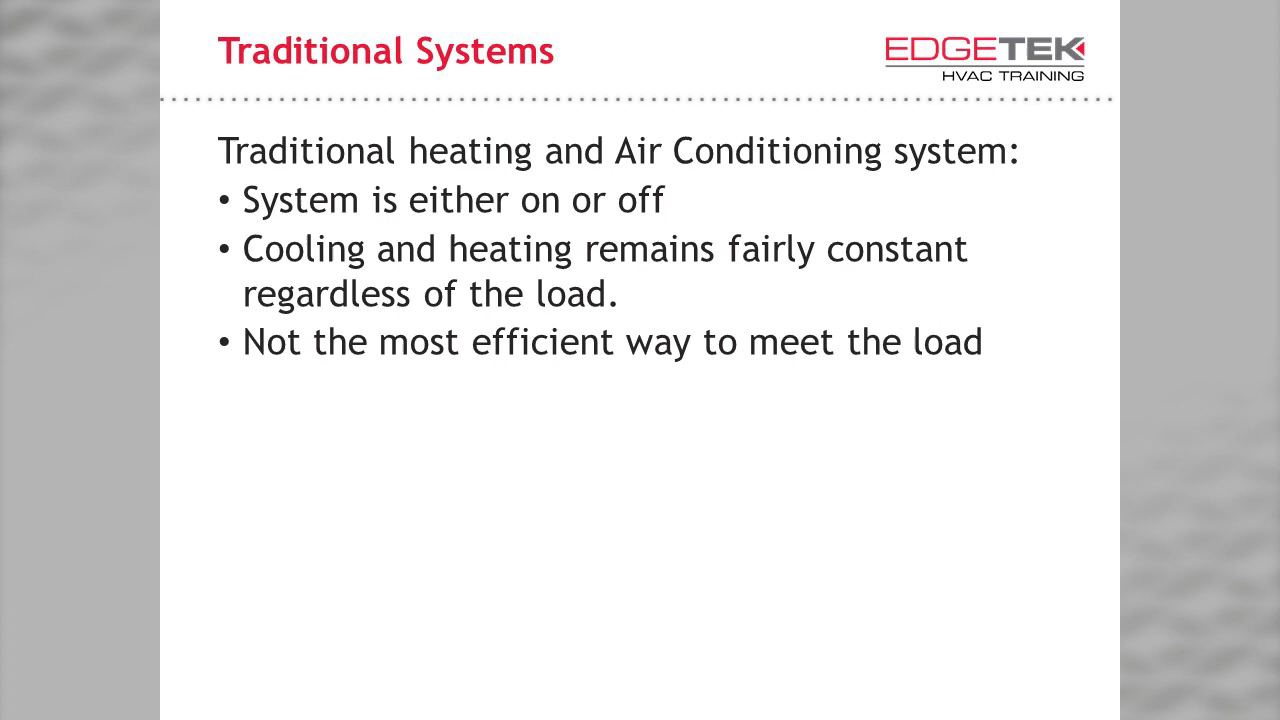 Traditional Systems
EDGETEK
HVAC TRAINING
Traditional heating and Air Conditioning system:
• System is either on or off
• Cooling and heating remains fairly constant
regardless of the load.
• Not the most efficient way to meet the load